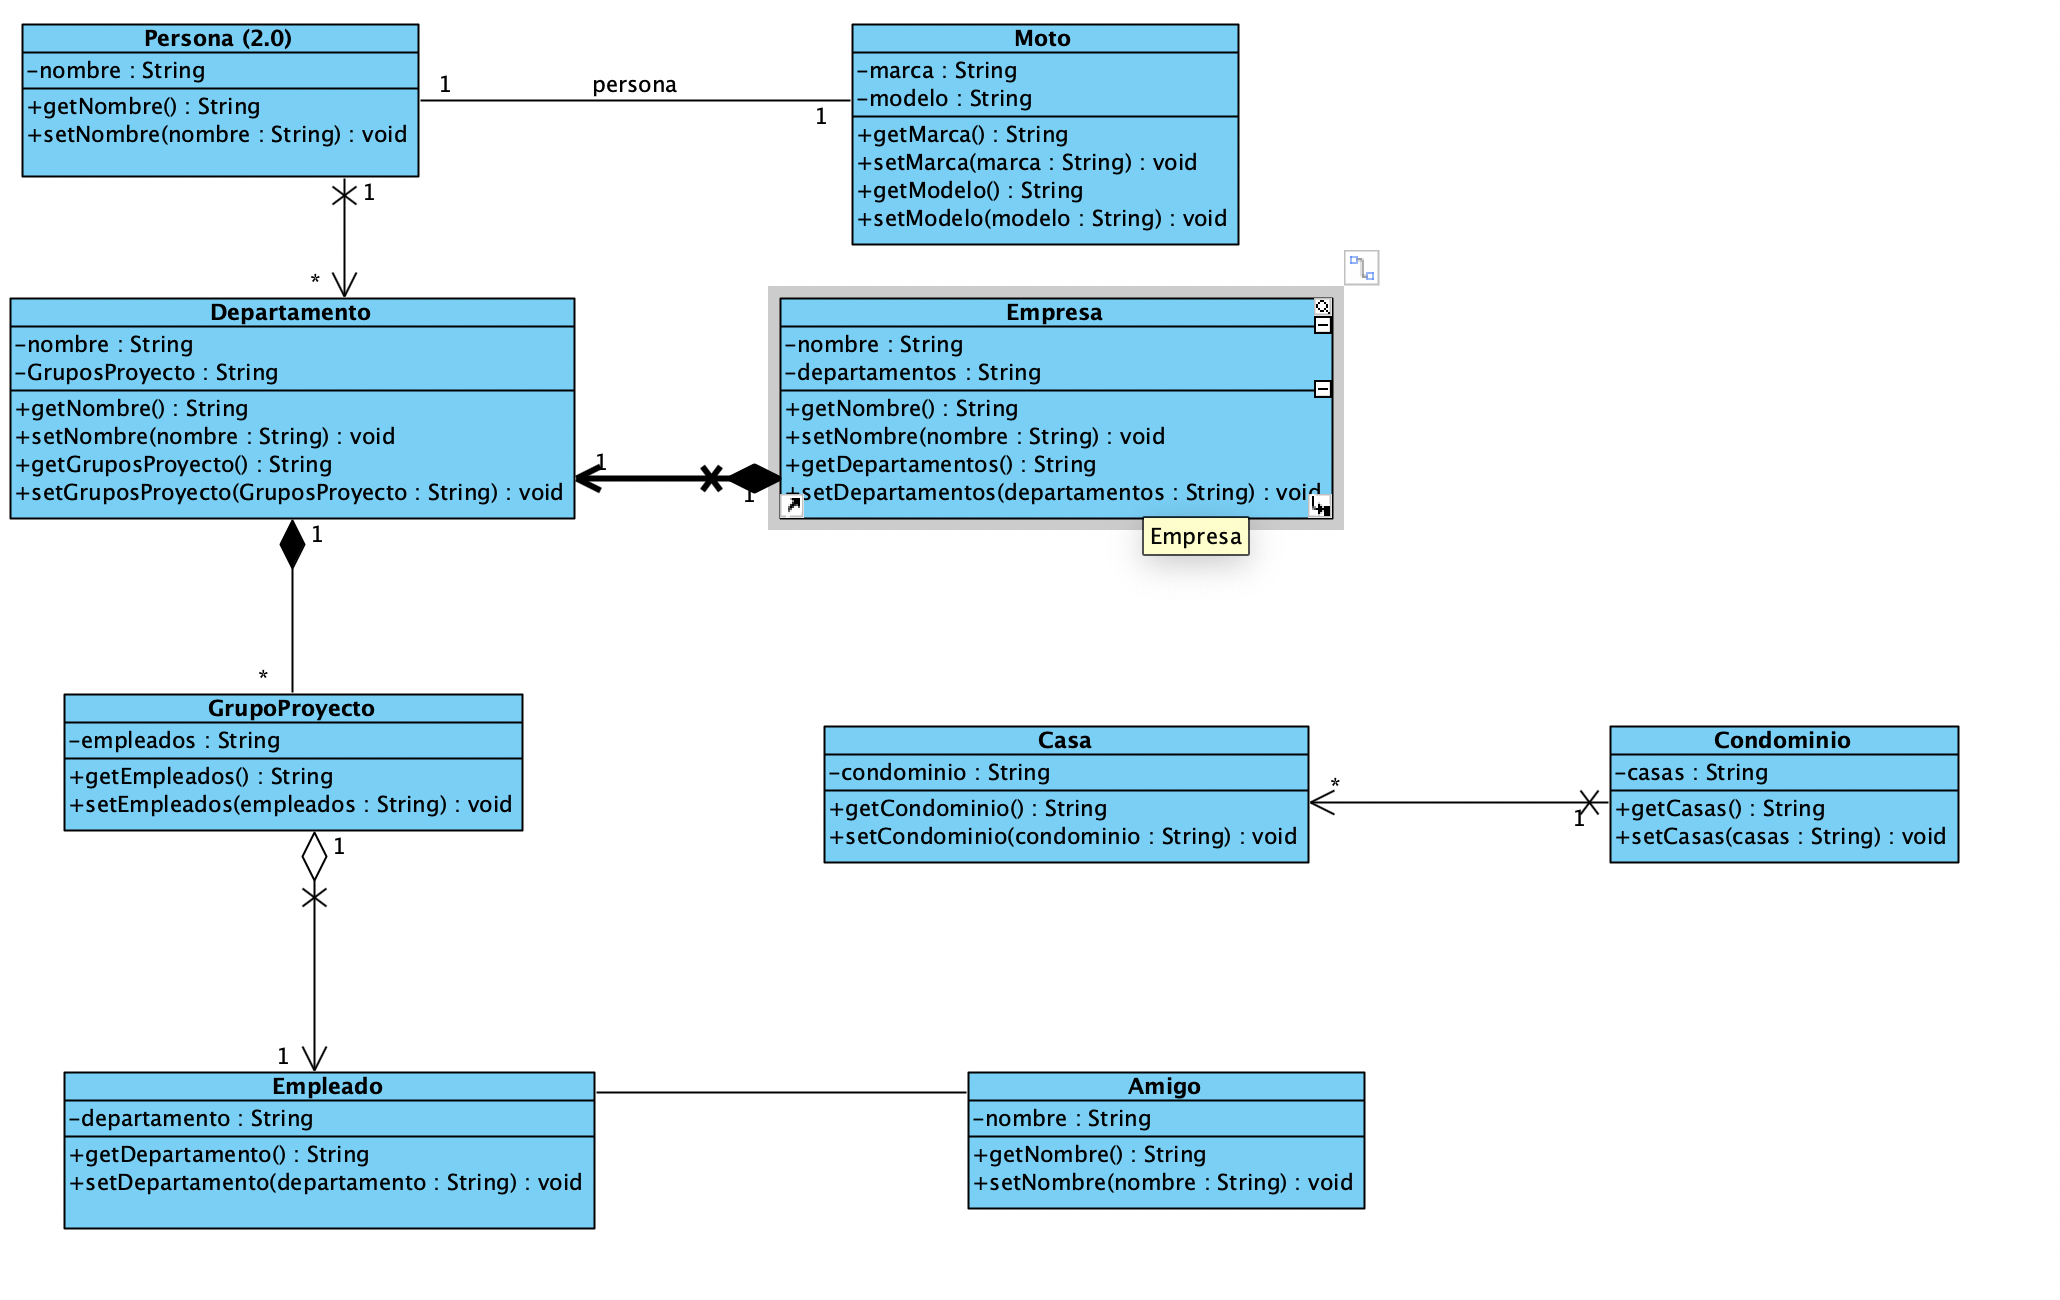 Persona (2.0)
-nombre : String
+getNombre() : String
+setNombre(nombre : String) : void
1
persona
1
Moto
-marca : String
-modelo : String
+getMarca() : String
+setMarca(marca : String) : void
+getModelo() : String
+setModelo(modelo : String) : void
1
*
Departamento
-nombre : String
-GruposProyecto : String
+getNombre() : String
+setNombre(nombre : String) : void
+getGruposProyecto() : String
+setGruposProyecto(GruposProyecto : String) : void
1
1
Empresa
-nombre : String
-departamentos : String
+getNombre() : String
+setNombre(nombre : String) : void
+getDepartamentos() : String
+setDepartamentos(departamentos : String) : void
Empresa
1
*
GrupoProyecto
-empleados : String
+getEmpleados() : String
+setEmpleados(empleados : String) : void
Casa
-condominio : String
+getCondominio() : String
+setCondominio(condominio : String) : void
*
1
Condominio
-casas : String
+getCasas() : String
+setCasas(casas : String) : void
1
1
Empleado
-departamento : String
+getDepartamento() : String
+setDepartamento(departamento : String) : void
Amigo
-nombre : String
+getNombre() : String
+setNombre(nombre : String) : void